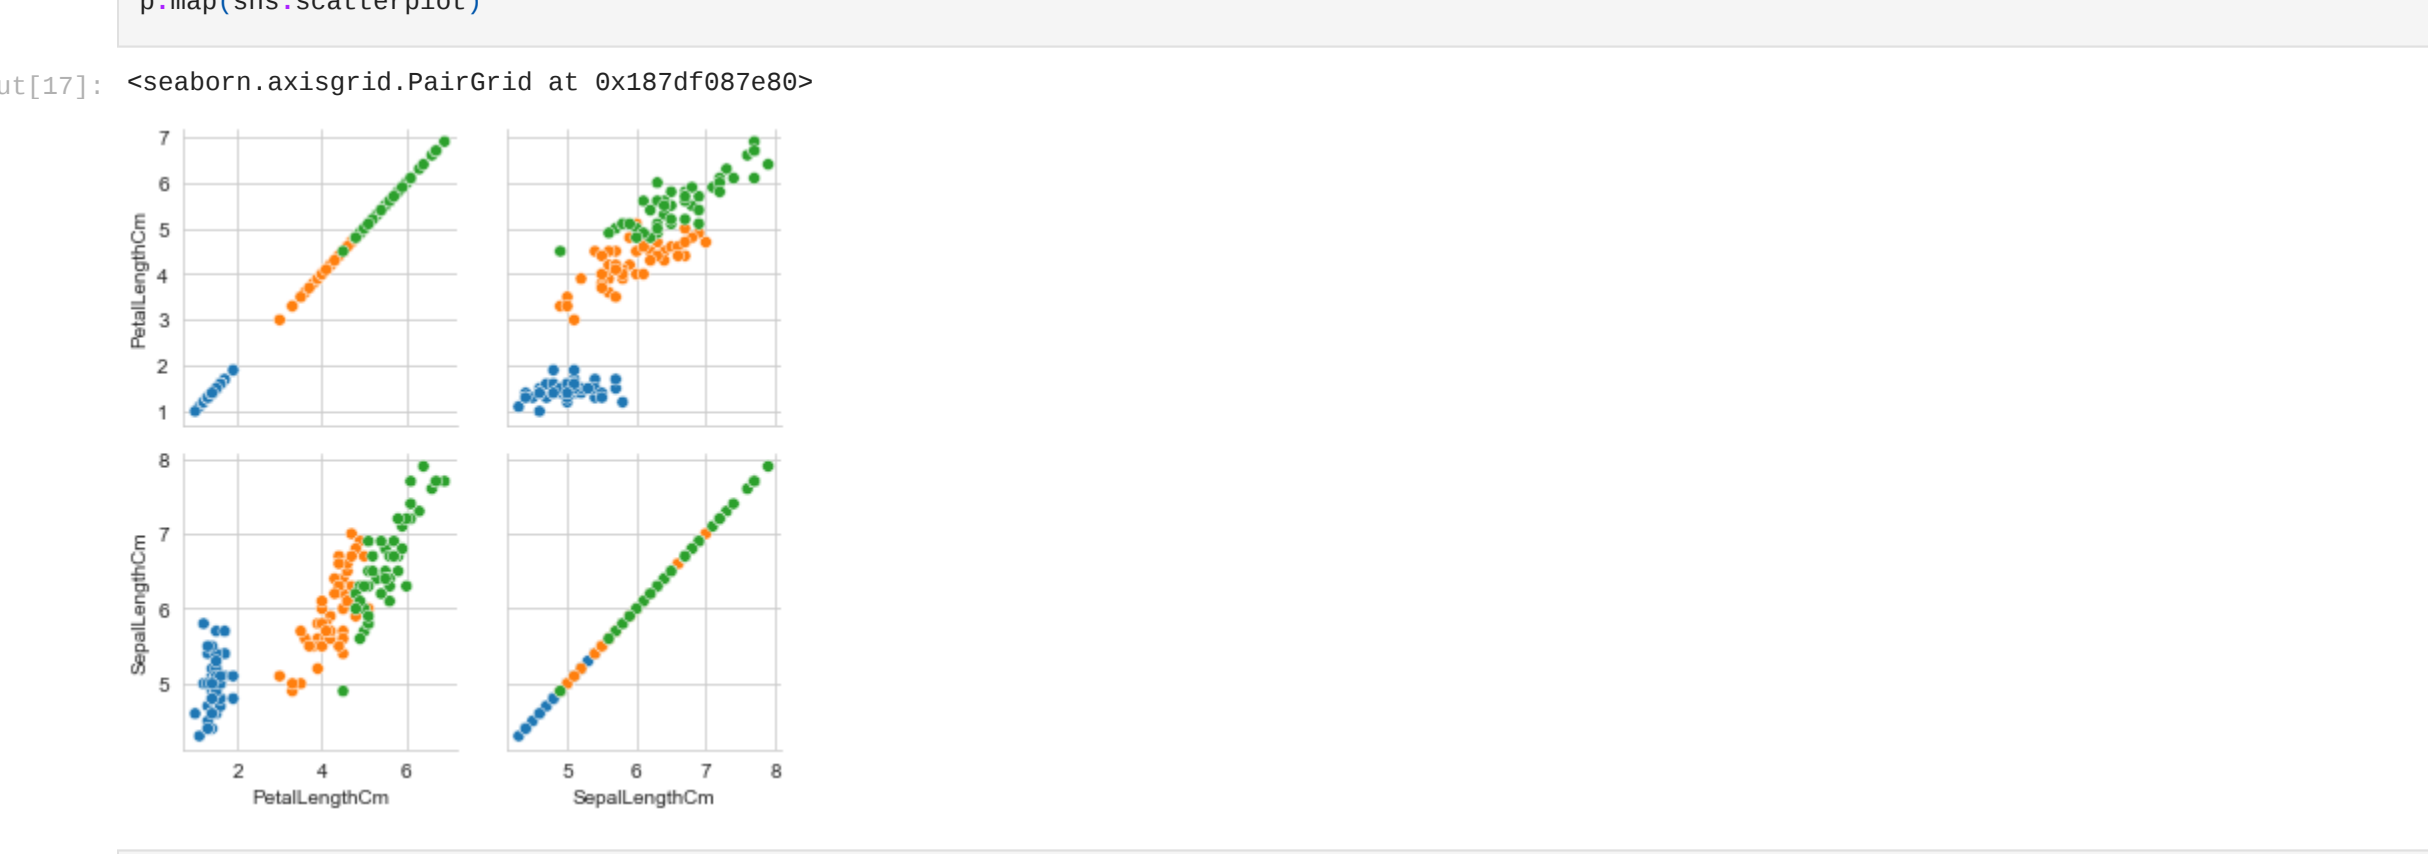 p.map(sns.scatterplot)
ut[17]:
<seaborn.axisgrid.PairGrid at 0x187df087e80>
7
6
5
4
3
2
1
PetalLengthCm
8
7
6
5
SepalLengthCm
2 4 6
5 6 7 8
PetalLengthCm
SepalLengthCm